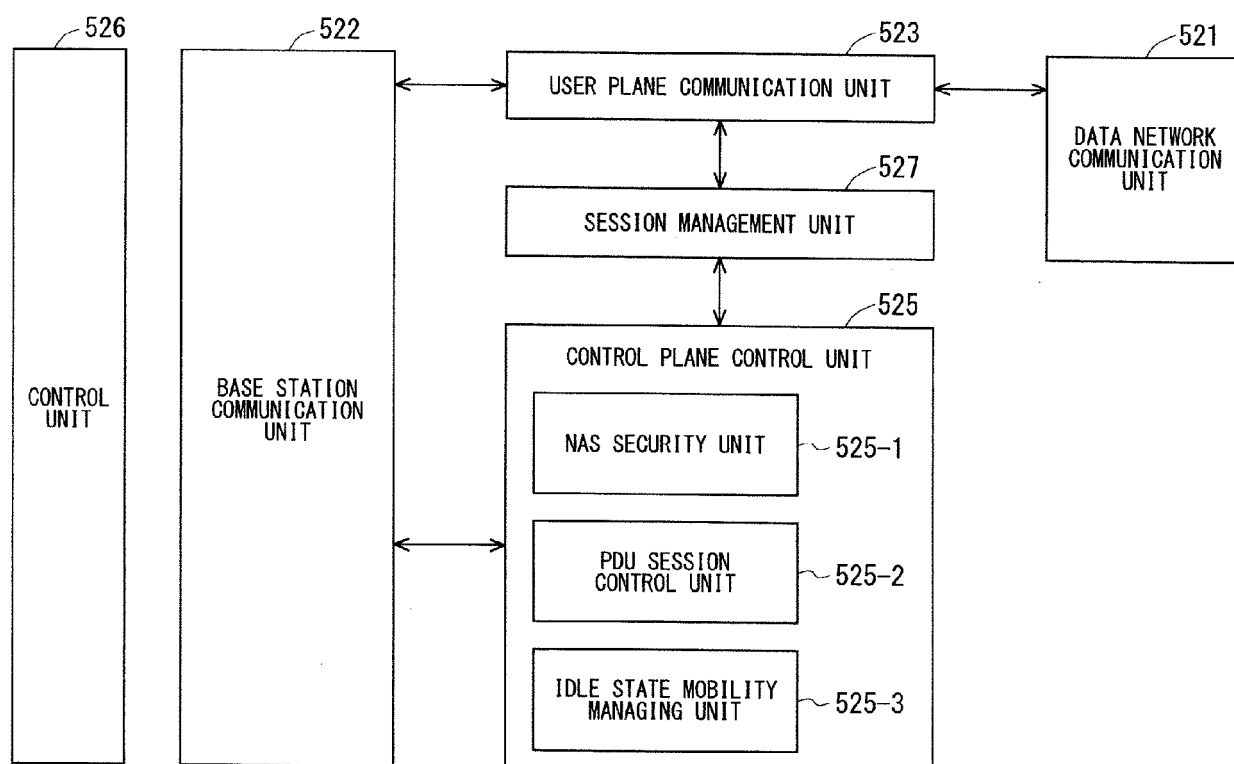 526
522
523
521
USER PLANE COMMUNICATION UNIT
DATA NETWORK
COMMUNICATION
UNIT
527
SESSION MANAGEMENT UNIT
525
CONTROL PLANE CONTROL UNIT
CONTROL
UNIT
BASE STATION
COMMUNICATION
UNIT
NAS SECURITY UNIT
525-1
PDU SESSION
CONTROL UNIT
525-2
IDLE STATE MOBILITY
MANAGING UNIT
525-3